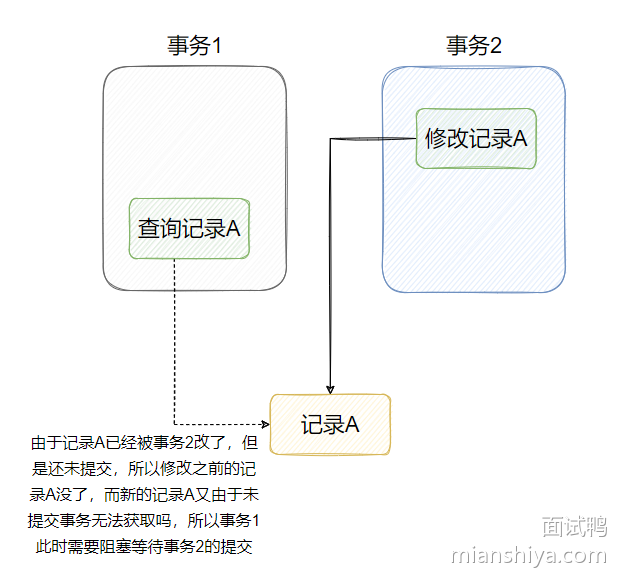 事务1
事务2
修改记录A
查询记录A
记录A
由于记录A已经被事务2改了，但
是还未提交，所以修改之前的记
录A没了，而新的记录A又由于未
提交事务无法获取吗，所以事务1
此时需要阻塞等待事务2的提交
面试鸭
mianshiya.com